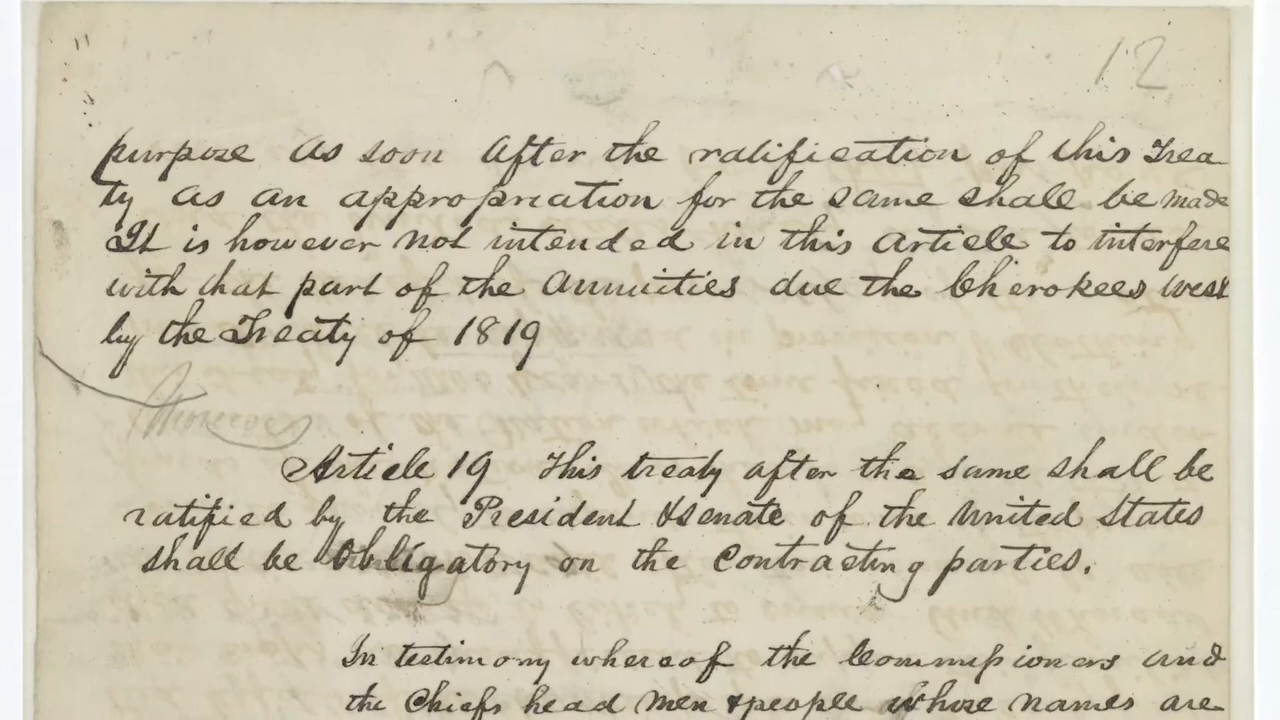 12
purpose as soon after the ratification of this Trea
ty as an appropriation for the same shall be made
It is however not intended in this article to interfere
with that part of the annuities due the Cherokees west
by the Treaty of 1819
Article 19 This treaty after the same shall be
ratified by the President & senate of the United States
shall be Obligatory on the Contracting parties.
In testimony whereof the Commissioners and
the Chiefs head men & people whose names are